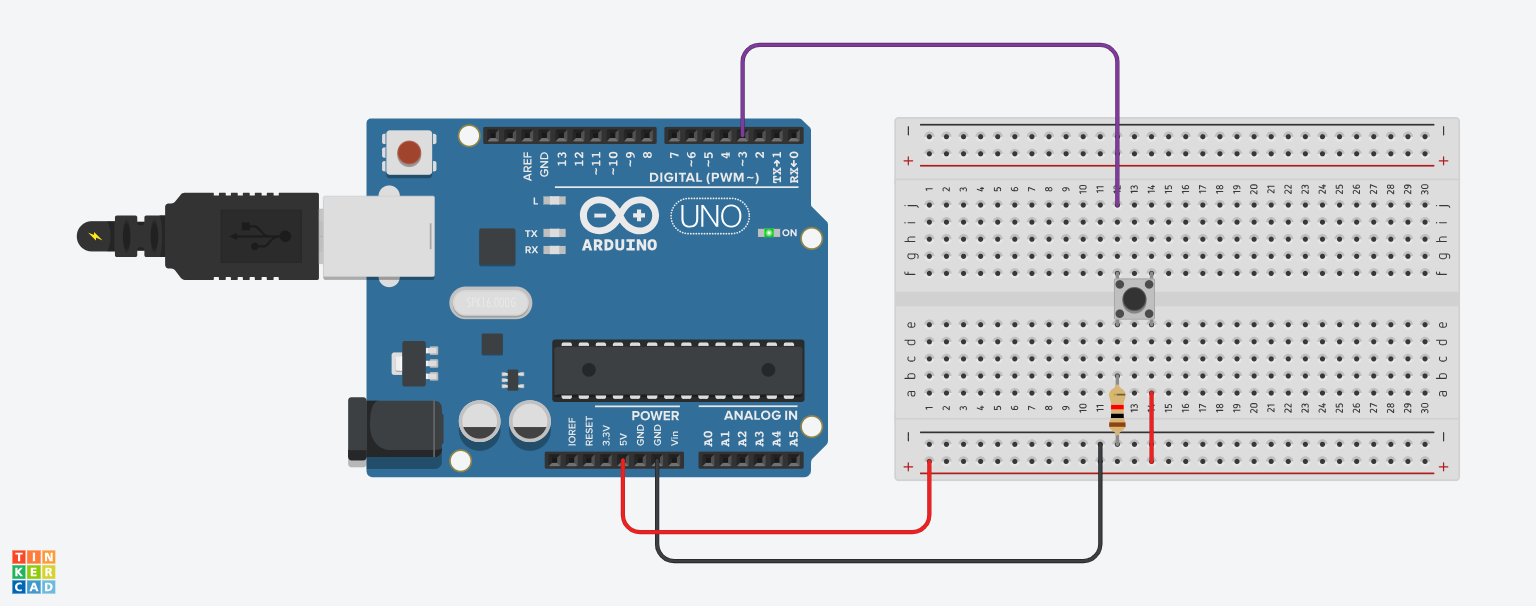 AREF
GND
13
12
~11
~10
~9
8
7
~6
~5
4
~3
2
TX→1
RX←0
DIGITAL (PWM~)
L
TX
RX
UNO
ARDUINO
ON
IOREF
RESET
3.3V
5V
GND
GND
Vin
POWER
ANALOG IN
A0
A1
A2
A3
A4
A5
− −
+ +
1 2 3 4 5 6 7 8 9 10 11 12 13 14 15 16 17 18 19 20 21 22 23 24 25 26 27 28 29 30
j j
i i
h h
g g
f f
e e
d d
c c
b b
a a
1 2 3 4 5 6 7 8 9 10 11 13 14 15 16 17 18 19 20 21 22 23 24 25 26 27 28 29 30
− −
+ +
TIN
KER
CAD